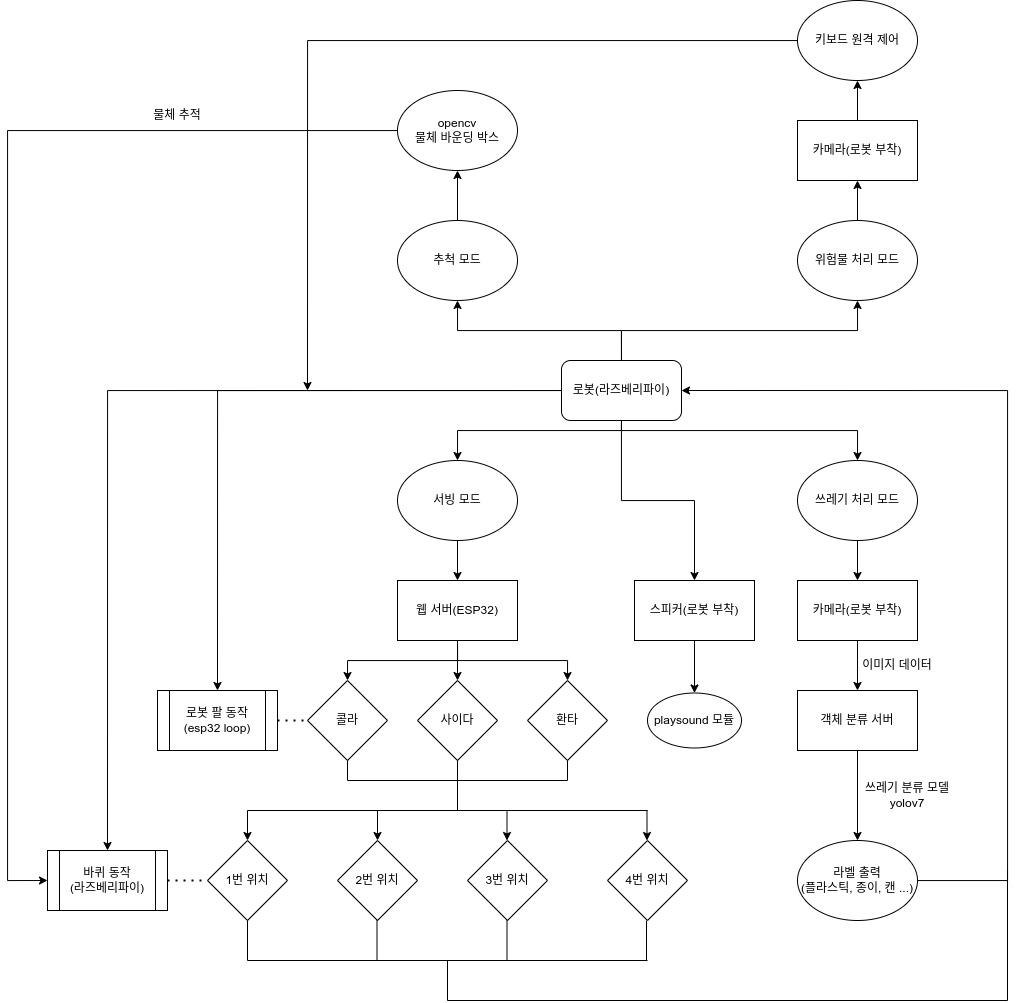 키보드 원격 제어
물체 추적
opencv
물체 바운딩 박스
카메라(로봇 부착)
추척 모드
위험물 처리 모드
로봇(라즈베리파이)
서빙 모드
쓰레기 처리 모드
웹 서버(ESP32)
스피커(로봇 부착)
카메라(로봇 부착)
이미지 데이터
로봇 팔 동작
(esp32 loop)
콜라
사이다
환타
playsound 모듈
객체 분류 서버
쓰레기 분류 모델
yolov7
바퀴 동작
(라즈베리파이)
1번 위치
2번 위치
3번 위치
4번 위치
라벨 출력
(플라스틱, 종이, 캔 ...)